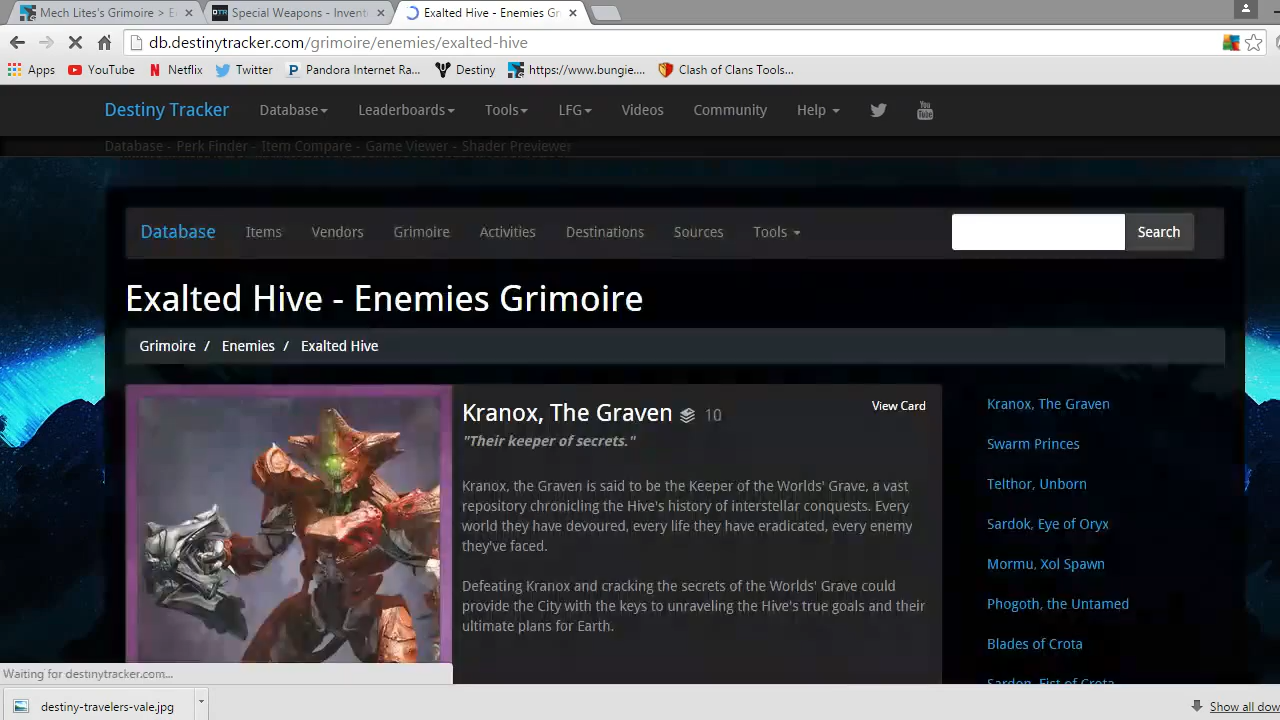 Mech Lites's Grimoire > E
Special Weapons - Invent
Exalted Hive - Enemies Gr
db.destinytracker.com/grimoire/enemies/exalted-hive
Apps YouTube Netflix Twitter Pandora Internet Ra... Destiny https://www.bungie.... Clash of Clans Tools...
Destiny Tracker Database Leaderboards Tools LFG Videos Community Help You Tube
Database - Perk Finder - Item Compare - Game Viewer - Shader Previewer
Database Items Vendors Grimoire Activities Destinations Sources Tools Search
Exalted Hive - Enemies Grimoire
Grimoire / Enemies / Exalted Hive
Kranox, The Graven 10
View Card
"Their keeper of secrets."
Kranox, the Graven is said to be the Keeper of the Worlds' Grave, a vast
repository chronicling the Hive's history of interstellar conquests. Every
world they have devoured, every life they have eradicated, every enemy
they've faced.
Defeating Kranox and cracking the secrets of the Worlds' Grave could
provide the City with the keys to unraveling the Hive's true goals and their
ultimate plans for Earth.
Kranox, The Graven
Swarm Princes
Telthor, Unborn
Sardok, Eye of Oryx
Mormu, Xol Spawn
Phogoth, the Untamed
Blades of Crota
Sardon, Fist of Crota
Waiting for destinytracker.com...
destiny-travelers-vale.jpg
Show all dow